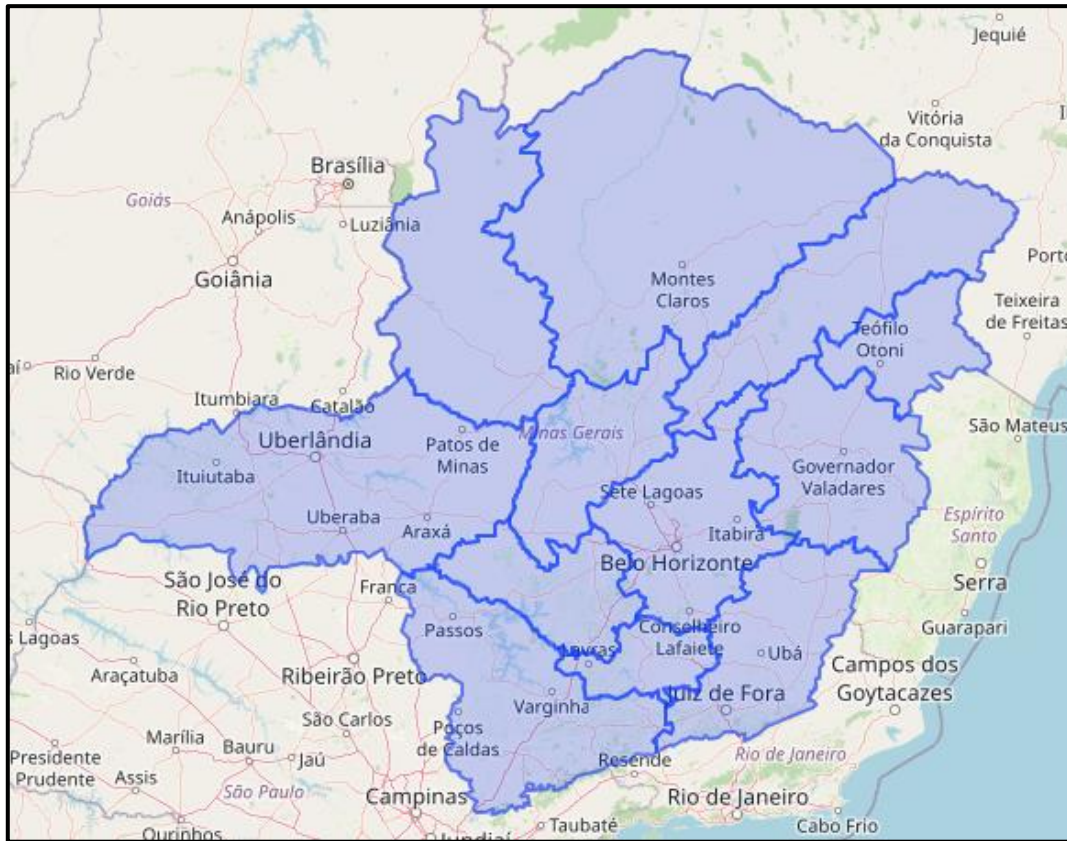 Jequié
Vitória
da Conquista
Brasília
Goiás
Anápolis
Luziânia
Goiânia
Montes
Claros
Porto
Teixeira
de Freitas
Teófilo
Otoni
Rio Verde
Itumbiara
Catalão
Uberlândia
Patos de
Minas
Minas Gerais
São Mateus
Ituiutaba
Governador
Valadares
Sete Lagoas
Uberaba
Araxá
Itabira
Espírito
Santo
Belo Horizonte
São José do
Rio Preto
Franca
Serra
Passos
Conselheiro
Lafaiete
Guarapari
s Lagoas
Lavras
Ubá
Araçatuba
Ribeirão Preto
Campos dos
Goytacazes
Varginha
Juiz de Fora
São Carlos
Poços
de Caldas
Marília
Bauru
Jaú
Presidente
Prudente
Resende
Rio de Janeiro
Assis
São Paulo
Campinas
Rio de Janeiro
Ourinhos
Jundiaí
Taubaté
Cabo Frio